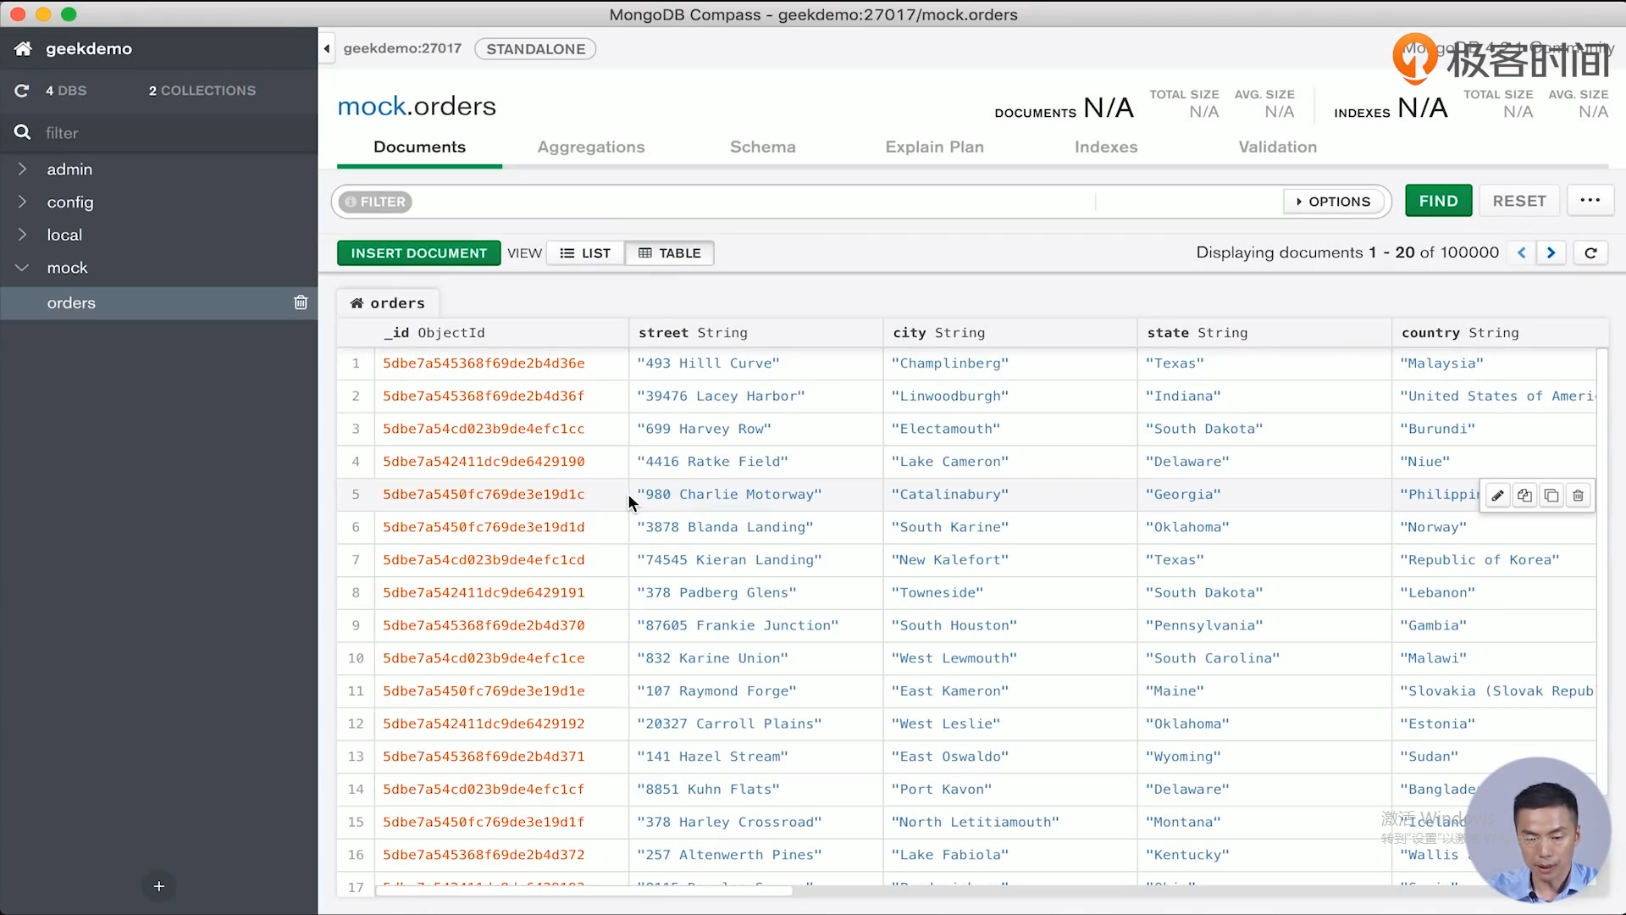 MongoDB Compass - geekdemo:27017/mock.orders
geekdemo
4 DBS 2 COLLECTIONS
filter
admin
config
local
mock
orders
geekdemo:27017 STANDALONE
极客时间
mock.orders
DOCUMENTS N/A TOTAL SIZE N/A AVG. SIZE N/A INDEXES N/A TOTAL SIZE N/A AVG. SIZE N/A
Documents Aggregations Schema Explain Plan Indexes Validation
FILTER OPTIONS FIND RESET ...
INSERT DOCUMENT VIEW LIST TABLE Displaying documents 1 - 20 of 100000
orders
_id ObjectId street String city String state String country String
1 5dbe7a545368f69de2b4d36e "493 Hilll Curve" "Champlinberg" "Texas" "Malaysia"
2 5dbe7a545368f69de2b4d36f "39476 Lacey Harbor" "Linwoodburgh" "Indiana" "United States of Ameri
3 5dbe7a54cd023b9de4efc1cc "699 Harvey Row" "Electamouth" "South Dakota" "Burundi"
4 5dbe7a542411dc9de6429190 "4416 Ratke Field" "Lake Cameron" "Delaware" "Niue"
5 5dbe7a5450fc769de3e19d1c "980 Charlie Motorway" "Catalinabury" "Georgia" "Philippi
6 5dbe7a5450fc769de3e19d1d "3878 Blanda Landing" "South Karine" "Oklahoma" "Norway"
7 5dbe7a54cd023b9de4efc1cd "74545 Kieran Landing" "New Kalefort" "Texas" "Republic of Korea"
8 5dbe7a542411dc9de6429191 "378 Padberg Glens" "Towneside" "South Dakota" "Lebanon"
9 5dbe7a545368f69de2b4d370 "87605 Frankie Junction" "South Houston" "Pennsylvania" "Gambia"
10 5dbe7a54cd023b9de4efc1ce "832 Karine Union" "West Lewmouth" "South Carolina" "Malawi"
11 5dbe7a5450fc769de3e19d1e "107 Raymond Forge" "East Kameron" "Maine" "Slovakia (Slovak Repub
12 5dbe7a542411dc9de6429192 "20327 Carroll Plains" "West Leslie" "Oklahoma" "Estonia"
13 5dbe7a545368f69de2b4d371 "141 Hazel Stream" "East Oswaldo" "Wyoming" "Sudan"
14 5dbe7a54cd023b9de4efc1cf "8851 Kuhn Flats" "Port Kavon" "Delaware" "Banglade
15 5dbe7a5450fc769de3e19d1f "378 Harley Crossroad" "North Letitiamouth" "Montana" "Iceland
16 5dbe7a545368f69de2b4d372 "257 Altenwerth Pines" "Lake Fabiola" "Kentucky" "Wallis
17
激活 Windows